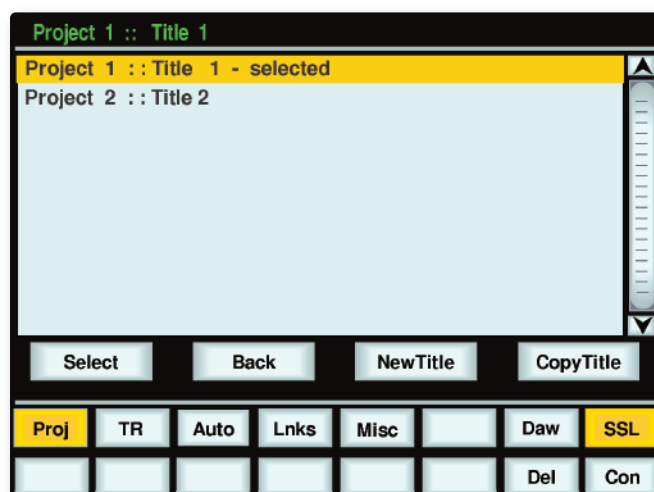 Project 1 :: Title 1
Project 1 :: Title 1 - selected
Project 2 :: Title 2
Select Back NewTitle CopyTitle
Proj TR Auto Lnks Misc Daw SSL
Del Con